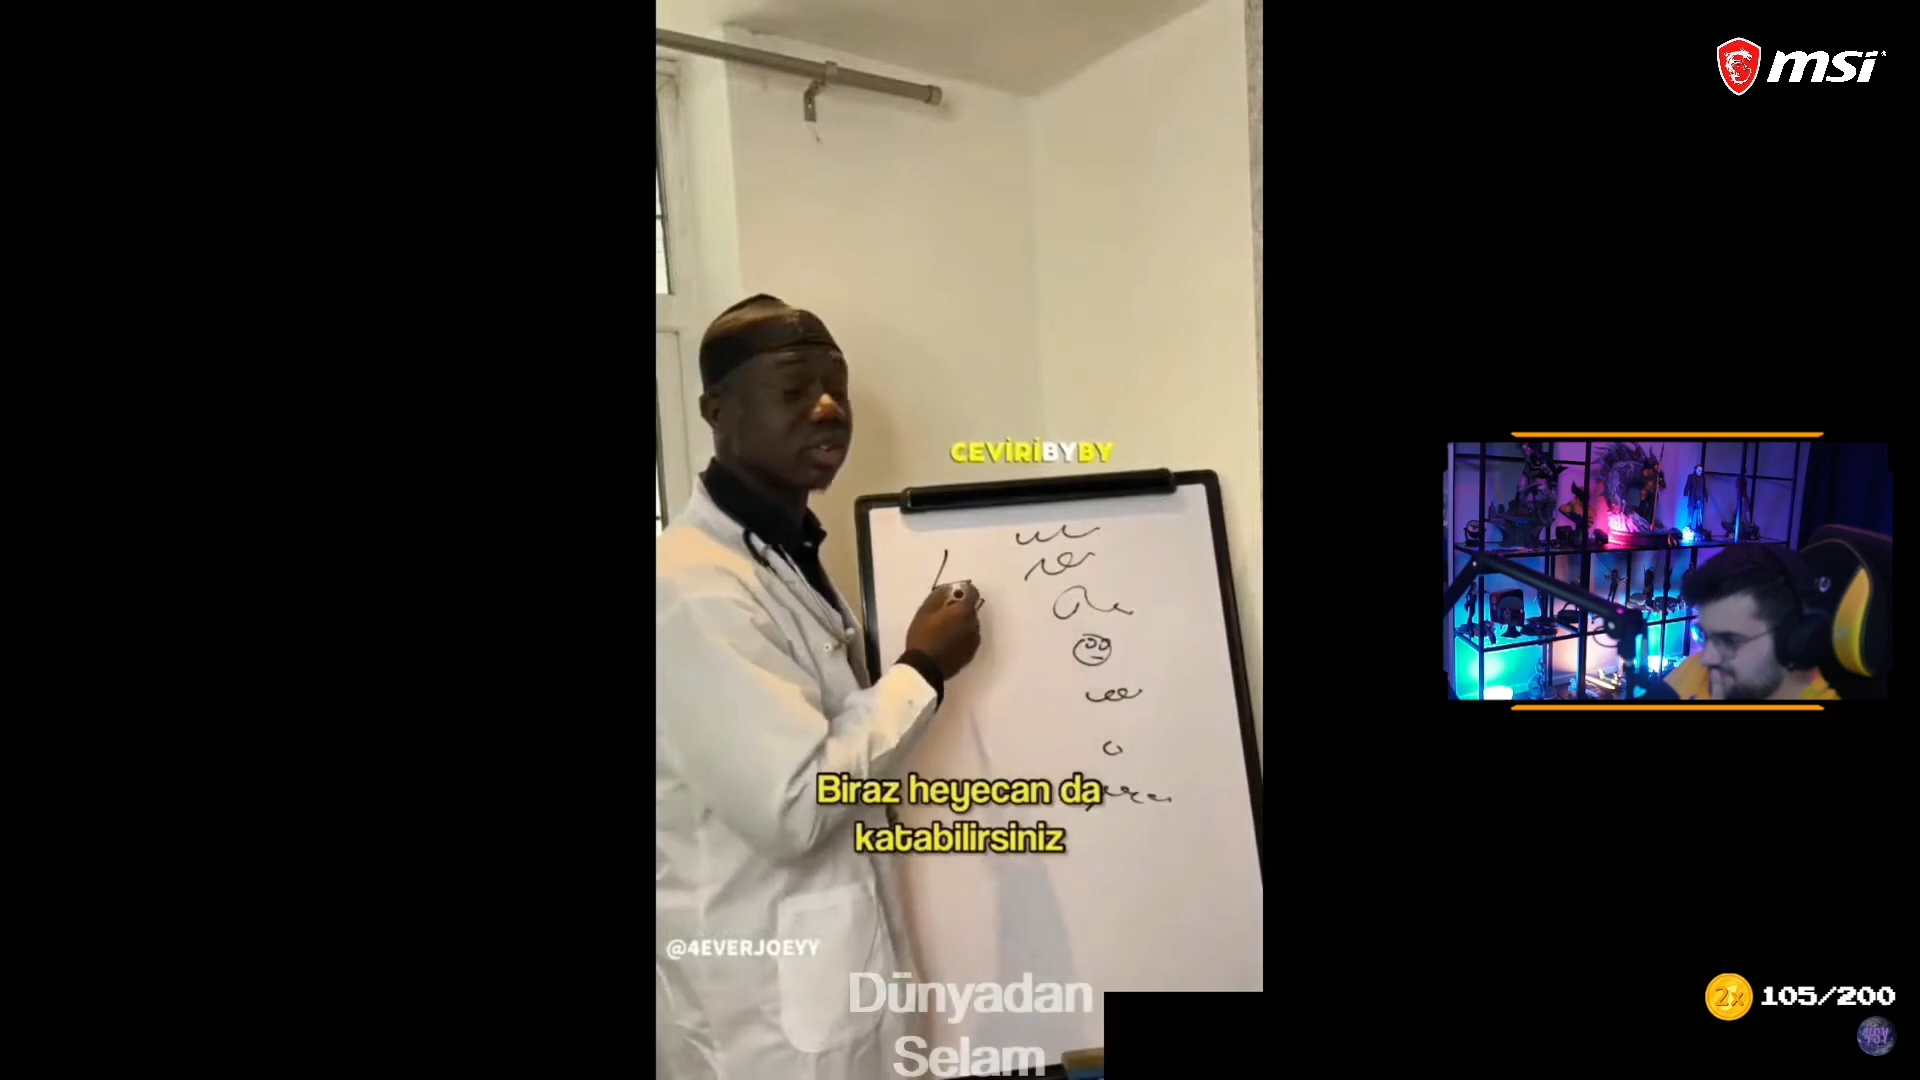 msi
CEVİRİBYBY
Biraz heyecan da
katabilirsiniz
@4EVERJOEYY
Dünyadan
Selam
2x 105/200